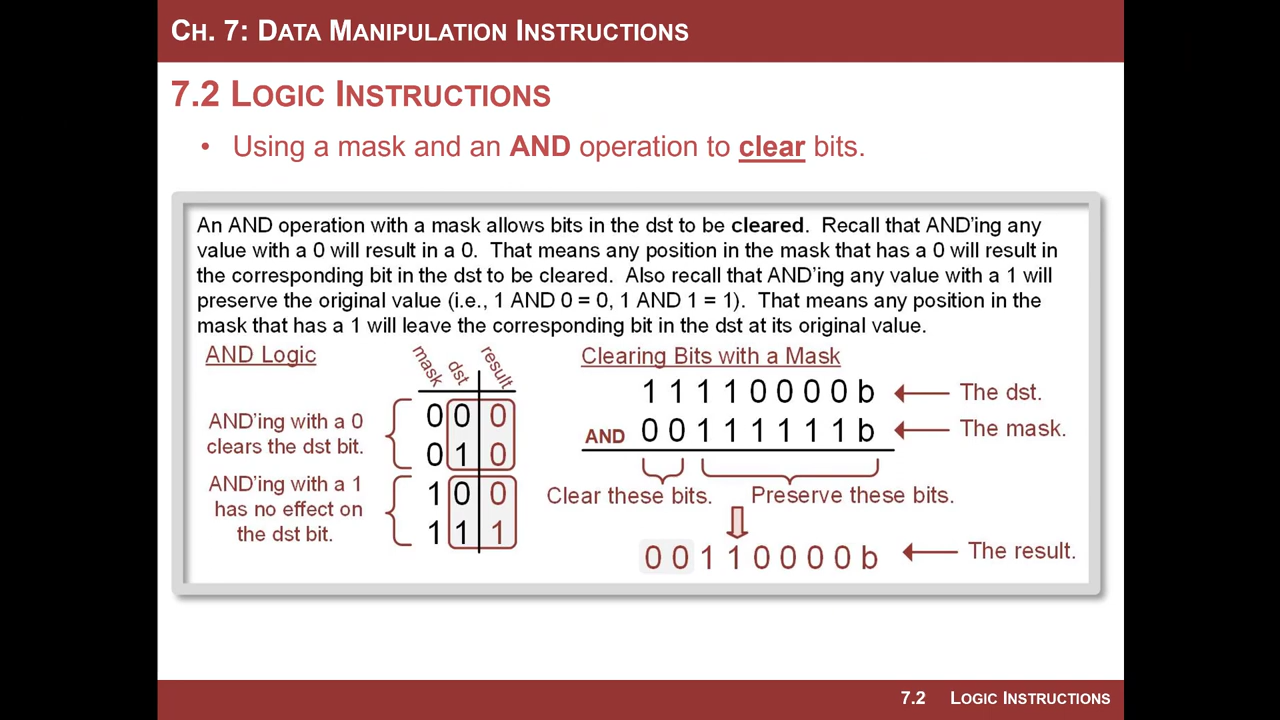 CH. 7: DATA MANIPULATION INSTRUCTIONS
7.2 LOGIC INSTRUCTIONS
• Using a mask and an AND operation to clear bits.
An AND operation with a mask allows bits in the dst to be cleared. Recall that AND'ing any
value with a 0 will result in a 0. That means any position in the mask that has a 0 will result in
the corresponding bit in the dst to be cleared. Also recall that AND'ing any value with a 1 will
preserve the original value (i.e., 1 AND 0 = 0, 1 AND 1 = 1). That means any position in the
mask that has a 1 will leave the corresponding bit in the dst at its original value.
AND Logic
mask dst result
AND'ing with a 0
clears the dst bit.
AND'ing with a 1
has no effect on
the dst bit.
0 0 0
0 1 0
1 0 0
1 1 1
Clearing Bits with a Mask
1 1 1 1 0 0 0 0 b The dst.
AND 0 0 1 1 1 1 1 1 b The mask.
Clear these bits. Preserve these bits.
0 0 1 1 0 0 0 0 b The result.
7.2 LOGIC INSTRUCTIONS